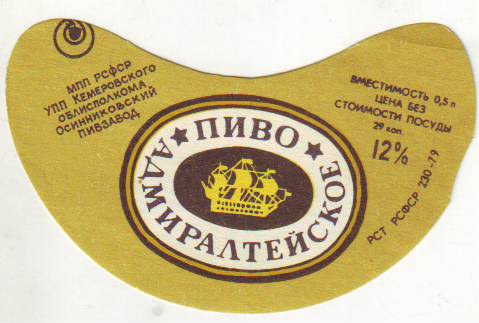 МПП РСФСР
УПП КЕМЕРОВСКОГО
ОБЛИСПОЛКОМА
ОСИННИКОВСКИЙ
ПИВЗАВОД
★ ПИВО ★
АДМИРАЛТЕЙСКОЕ
ВМЕСТИМОСТЬ 0,5 л
ЦЕНА БЕЗ
СТОИМОСТИ ПОСУДЫ
29 коп.
12%
РСТ РСФСР 230-79